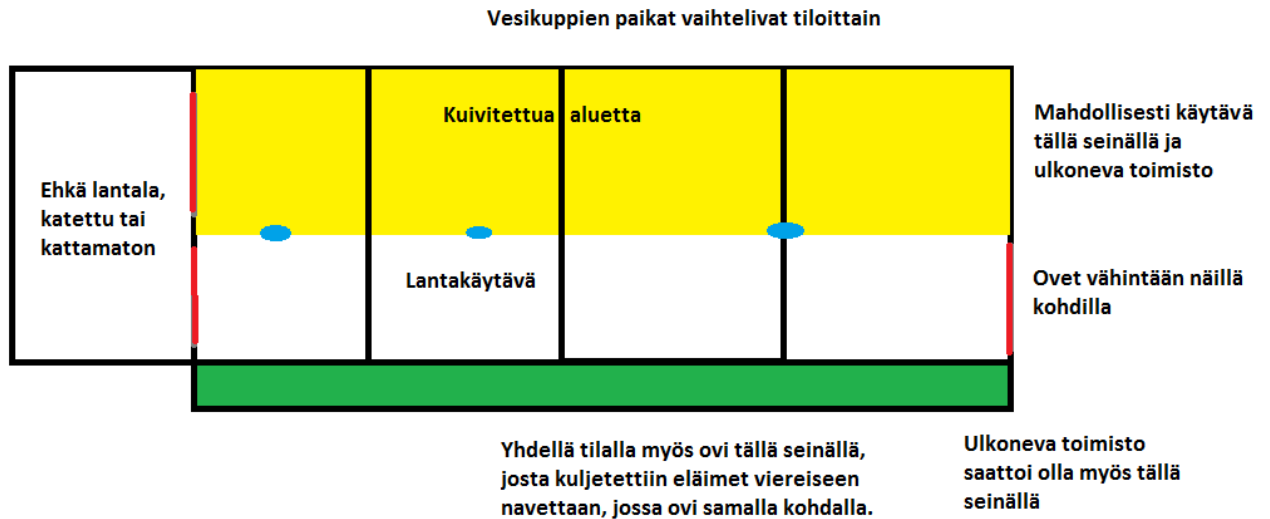 Vesikuppien paikat vaihtelivat tiloittain
Kuivitettua aluetta
Mahdollisesti käytävä
tällä seinällä ja
ulkoneva toimisto
Ehkä lantala,
katettu tai
kattamaton
Lantakäytävä
Ovet vähintään näillä
kohdilla
Yhdellä tilalla myös ovi tällä seinällä,
josta kuljetettiin eläimet viereiseen
navettaan, jossa ovi samalla kohdalla.
Ulkoneva toimisto
saattoi olla myös tällä
seinällä